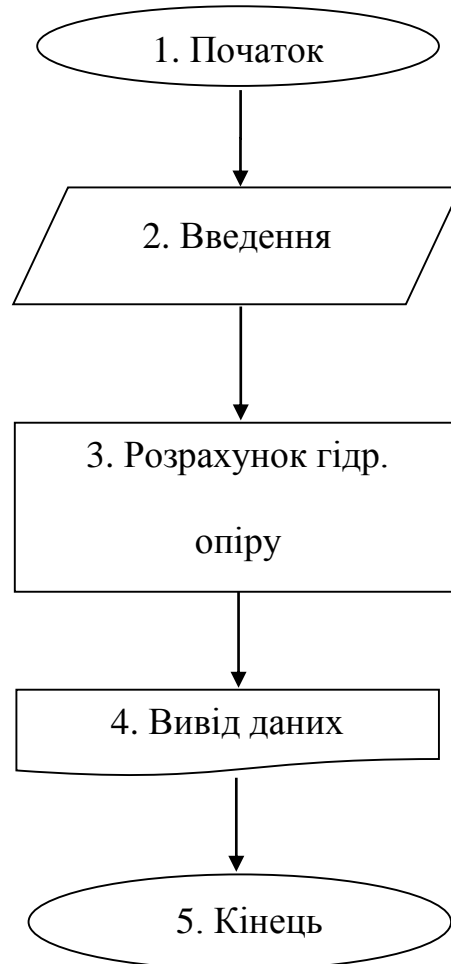 1. Початок
2. Введення
3. Розрахунок гідр.
опіру
4. Вивід даних
5. Кінець